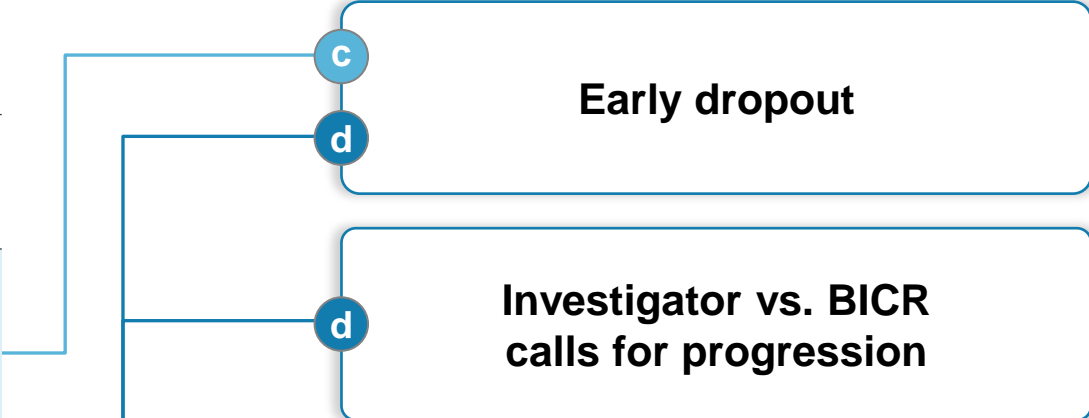 c
Early dropout
d
Investigator vs. BICR
d
calls for progression